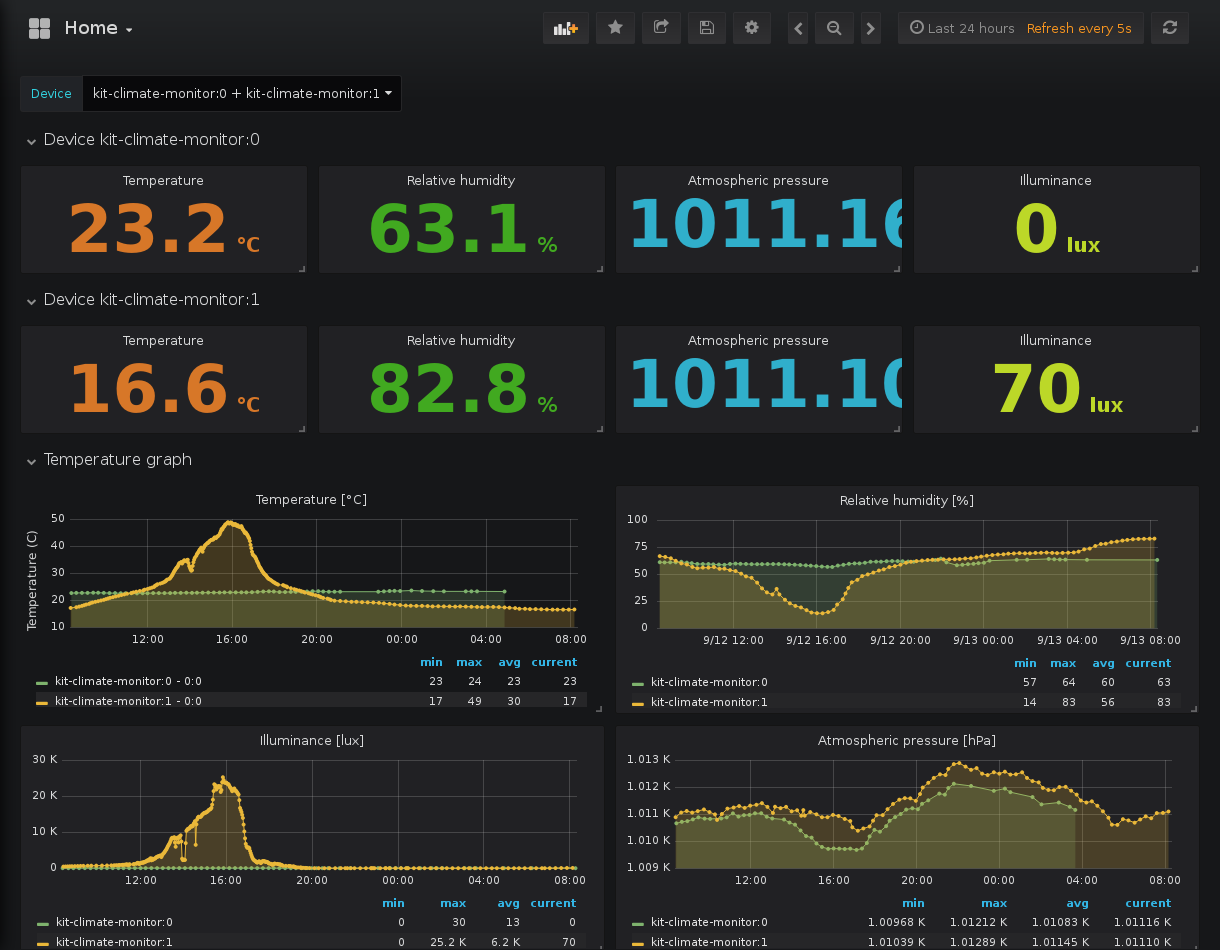 Home
Last 24 hours Refresh every 5s
Device kit-climate-monitor:0 + kit-climate-monitor:1
Device kit-climate-monitor:0
Temperature Relative humidity Atmospheric pressure Illuminance
23.2 °C 63.1 % 1011.16 0 lux
Device kit-climate-monitor:1
Temperature Relative humidity Atmospheric pressure Illuminance
16.6 °C 82.8 % 1011.10 70 lux
Temperature graph
Temperature [°C]
Temperature (C)
50
40
30
20
10
12:00 16:00 20:00 00:00 04:00 08:00
min max avg current
kit-climate-monitor:0 - 0:0 23 24 23 23
kit-climate-monitor:1 - 0:0 17 49 30 17
Relative humidity [%]
100
75
50
25
0
9/12 12:00 9/12 16:00 9/12 20:00 9/13 00:00 9/13 04:00 9/13 08:00
min max avg current
kit-climate-monitor:0 57 64 60 63
kit-climate-monitor:1 14 83 56 83
Illuminance [lux]
30 K
20 K
10 K
0
12:00 16:00 20:00 00:00 04:00 08:00
min max avg current
kit-climate-monitor:0 0 30 13 0
kit-climate-monitor:1 0 25.2 K 6.2 K 70
Atmospheric pressure [hPa]
1.013 K
1.012 K
1.011 K
1.010 K
1.009 K
12:00 16:00 20:00 00:00 04:00 08:00
min max avg current
kit-climate-monitor:0 1.00968 K 1.01212 K 1.01083 K 1.01116 K
kit-climate-monitor:1 1.01039 K 1.01289 K 1.01145 K 1.01110 K